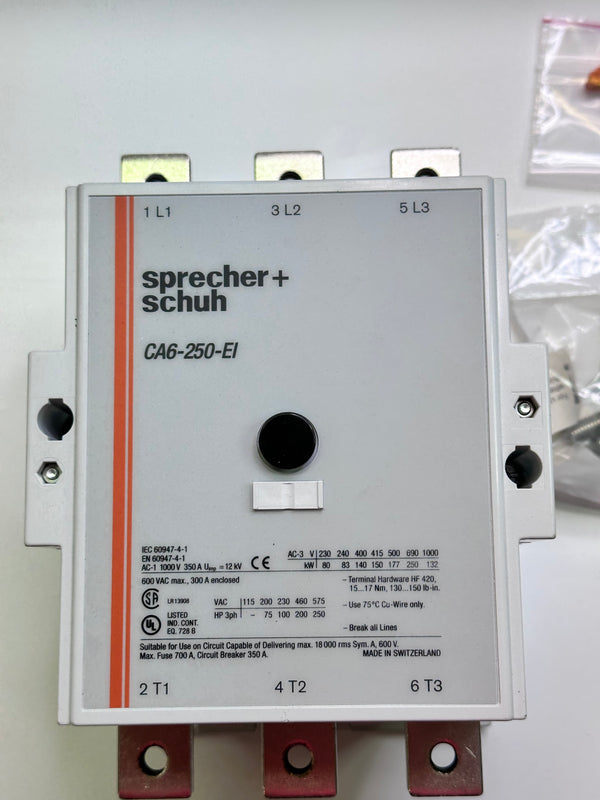 1 L1 3 L2 5 L3
sprecher+
schuh
CA6-250-EI
IEC 60947-4-1
EN 60947-4-1
AC-1 1000 V 350 A Uimp = 12 kV CE
AC-3 V 230 240 400 415 500 690 1000
kW 80 83 140 150 177 250 132
600 VAC max., 300 A enclosed
– Terminal Hardware HF 420,
15...17 Nm, 130...150 lb-in.
SA LR13908
VAC 115 200 230 460 575
HP 3ph – 75 100 200 250
– Use 75°C Cu-Wire only.
UL LISTED
IND. CONT.
EQ. 728 B
– Break all Lines
Suitable for Use on Circuit Capable of Delivering max. 18 000 rms Sym. A, 600 V.
Max. Fuse 700 A, Circuit Breaker 350 A.
MADE IN SWITZERLAND
2 T1 4 T2 6 T3